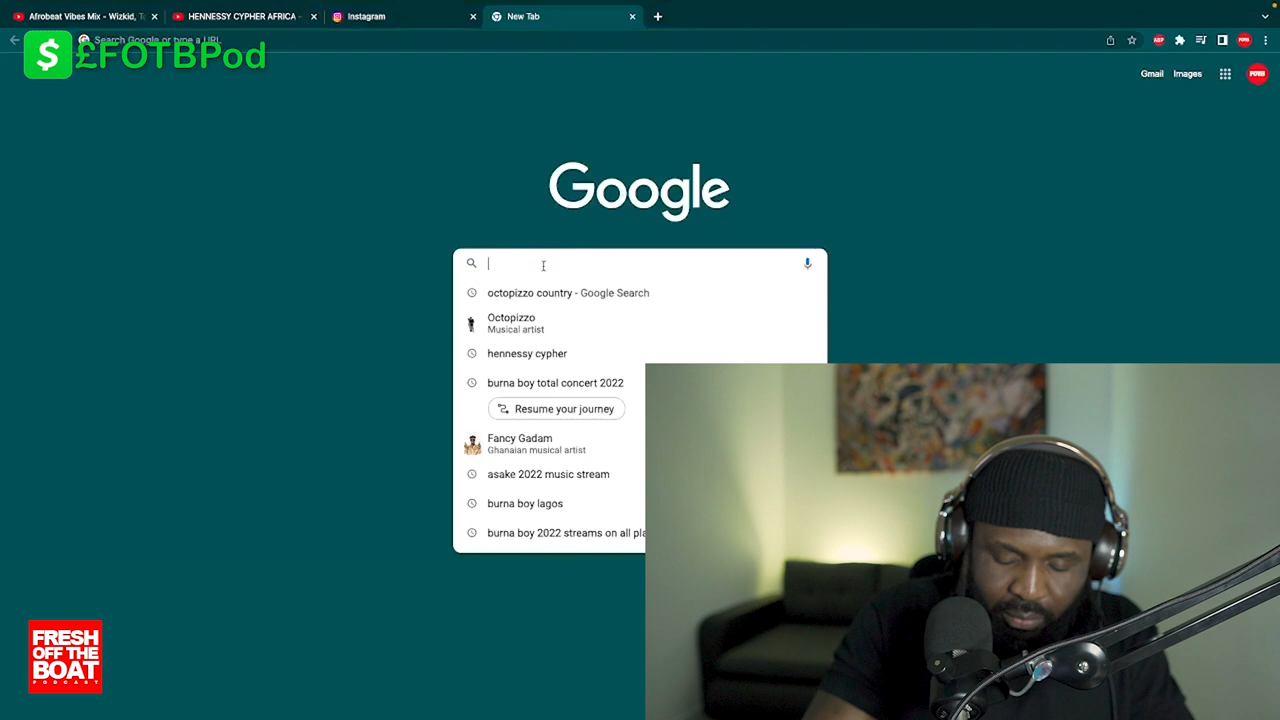 Afrobeat Vibes Mix - Wizkid,
HENNESSY CYPHER AFRICA -
Instagram
New Tab
Search Google or type a URL
$ £FOTBPod
Gmail
Images
Google
octopizzo country - Google Search
Octopizzo
Musical artist
hennessy cypher
burna boy total concert 2022
Resume your journey
Fancy Gadam
Ghanaian musical artist
asake 2022 music stream
burna boy lagos
burna boy 2022 streams on all
FRESH
OFF THE
BOAT
PODCAST